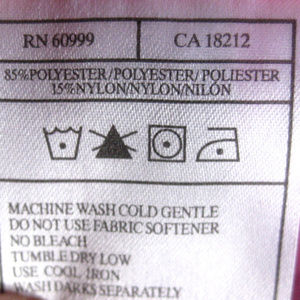 RN 60999
CA 18212
85%POLYESTER/POLYESTER/POLIESTER
15%NYLON/NYLON/NILÓN
MACHINE WASH COLD GENTLE
DO NOT USE FABRIC SOFTENER
NO BLEACH
TUMBLE DRY LOW
USE COOL IRON
WASH DARKS SEPARATELY